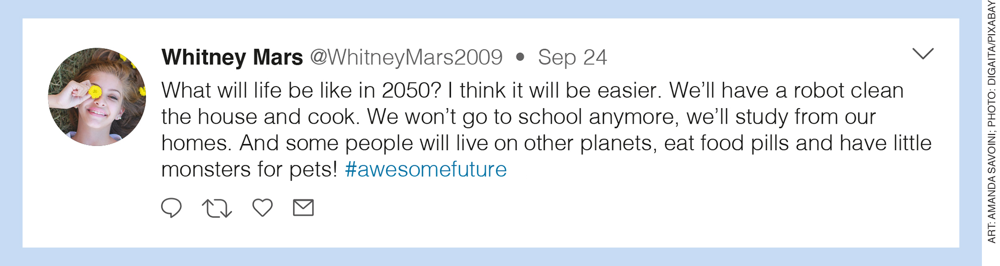 Whitney Mars @WhitneyMars2009 • Sep 24
What will life be like in 2050? I think it will be easier. We’ll have a robot clean
the house and cook. We won’t go to school anymore, we’ll study from our
homes. And some people will live on other planets, eat food pills and have little
monsters for pets! #awesomefuture
ART: AMANDA SAVOINI; PHOTO: DIGAITA/PIXABAY